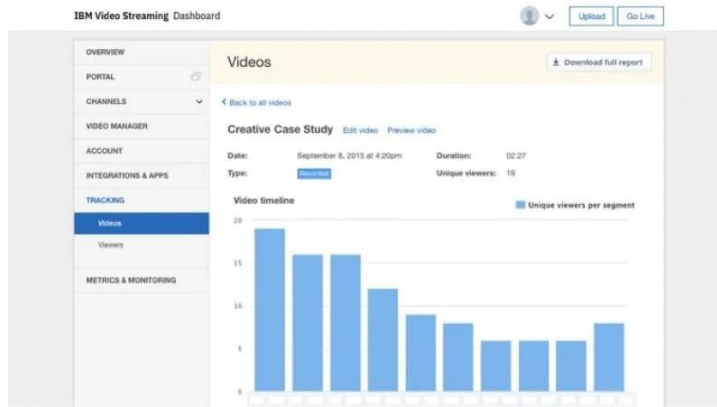 IBM Video Streaming Dashboard
Upload
Go Live
OVERVIEW
PORTAL
CHANNELS
VIDEO MANAGER
ACCOUNT
INTEGRATIONS & APPS
TRACKING
Videos
Viewers
METRICS & MONITORING
Videos
Download full report
Back to all videos
Creative Case Study Edit video Preview video
Date: September 8, 2015 at 4:20pm Duration: 02:27
Type: Recorded Unique viewers: 19
Video timeline
Unique viewers per segment
20
15
10
5
0